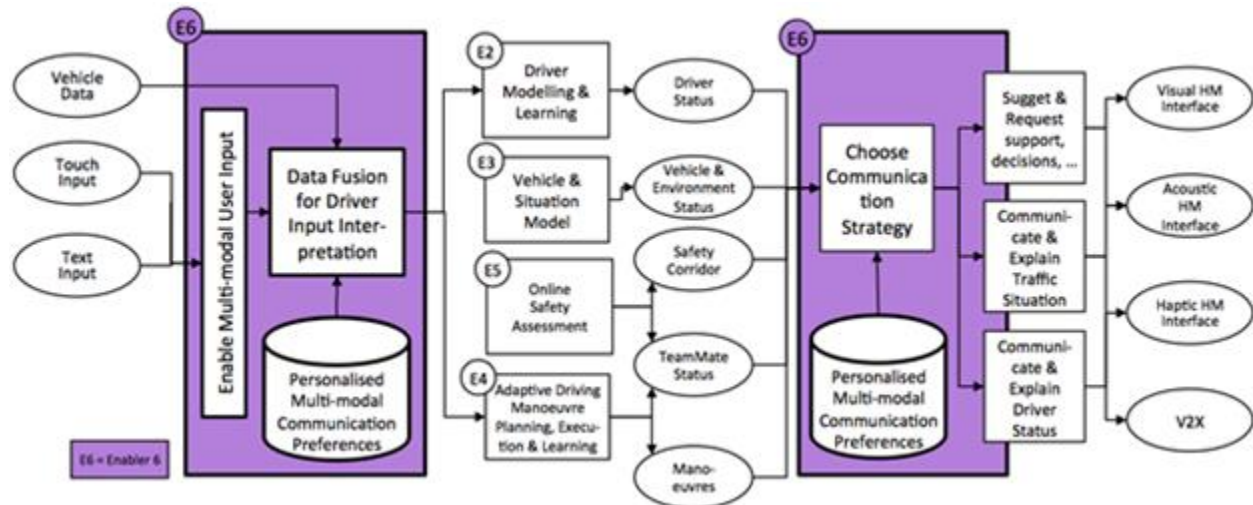 E6
Vehicle
Data
Touch
Input
Text
Input
Enable Multi-modal User Input
Data Fusion
for Driver
Input Inter-
pretation
Personalised
Multi-modal
Communication
Preferences
E6 = Enabler 6
E2
Driver
Modelling &
Learning
E3
Vehicle &
Situation
Model
E5
Online
Safety
Assessment
E4
Adaptive Driving
Manoeuvre
Planning, Execu-
tion & Learning
Driver
Status
Vehicle &
Environment
Status
Safety
Corridor
TeamMate
Status
Mano-
euvres
E6
Choose
Communica
tion
Strategy
Personalised
Multi-modal
Communication
Preferences
Sugget &
Request
support,
decisions, ...
Communi-
cate &
Explain
Traffic
Situation
Communi-
cate &
Explain
Driver
Status
Visual HM
Interface
Acoustic
HM
Interface
Haptic HM
Interface
V2X